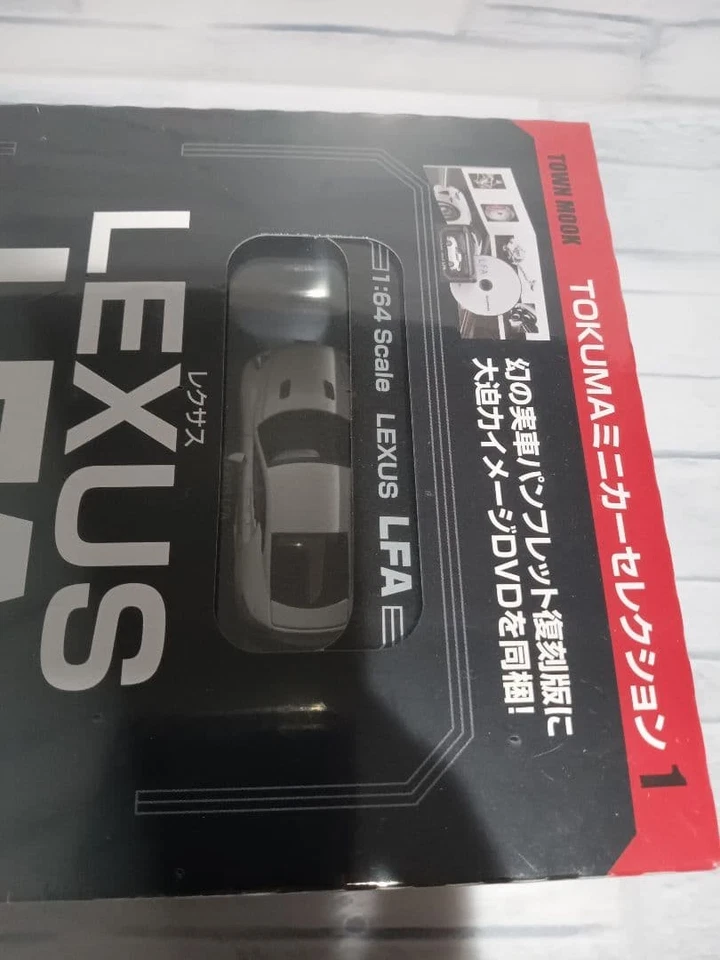 TOWN MOOK
TOKUMAミニカーセレクション 1
幻の実車パンフレット復刻版に
大迫力イメージDVDを同梱!
LFA
1:64 Scale LEXUS LFA
レクサス
LEXUS
LFA